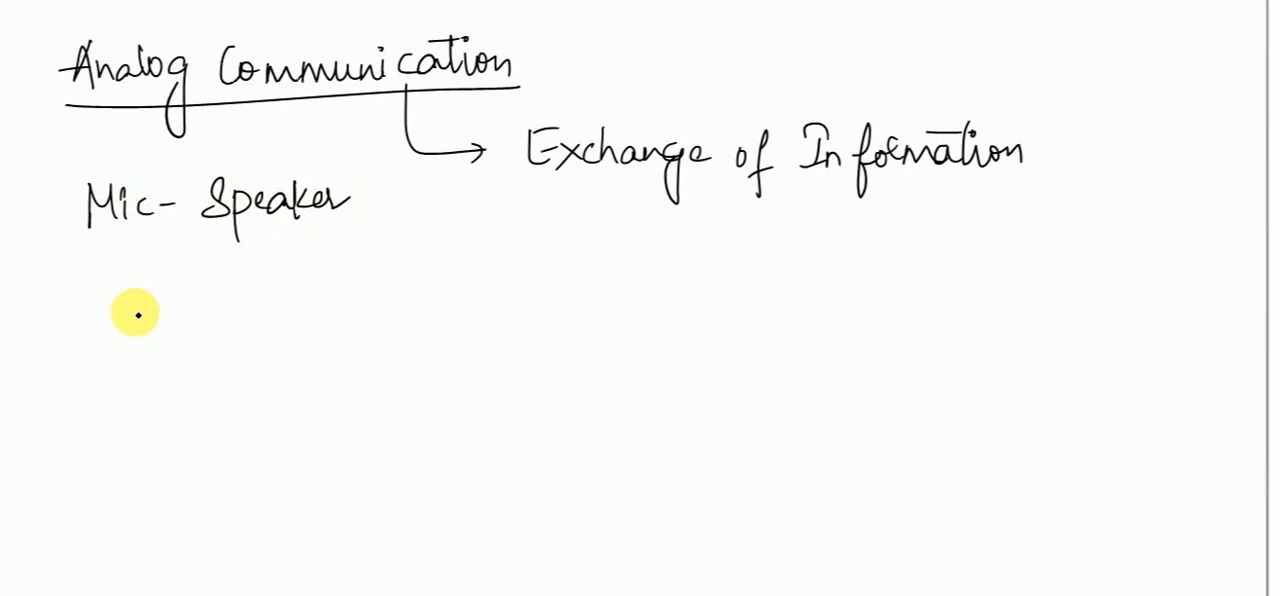 Analog Communication
Exchange of Information
Mic- Speaker